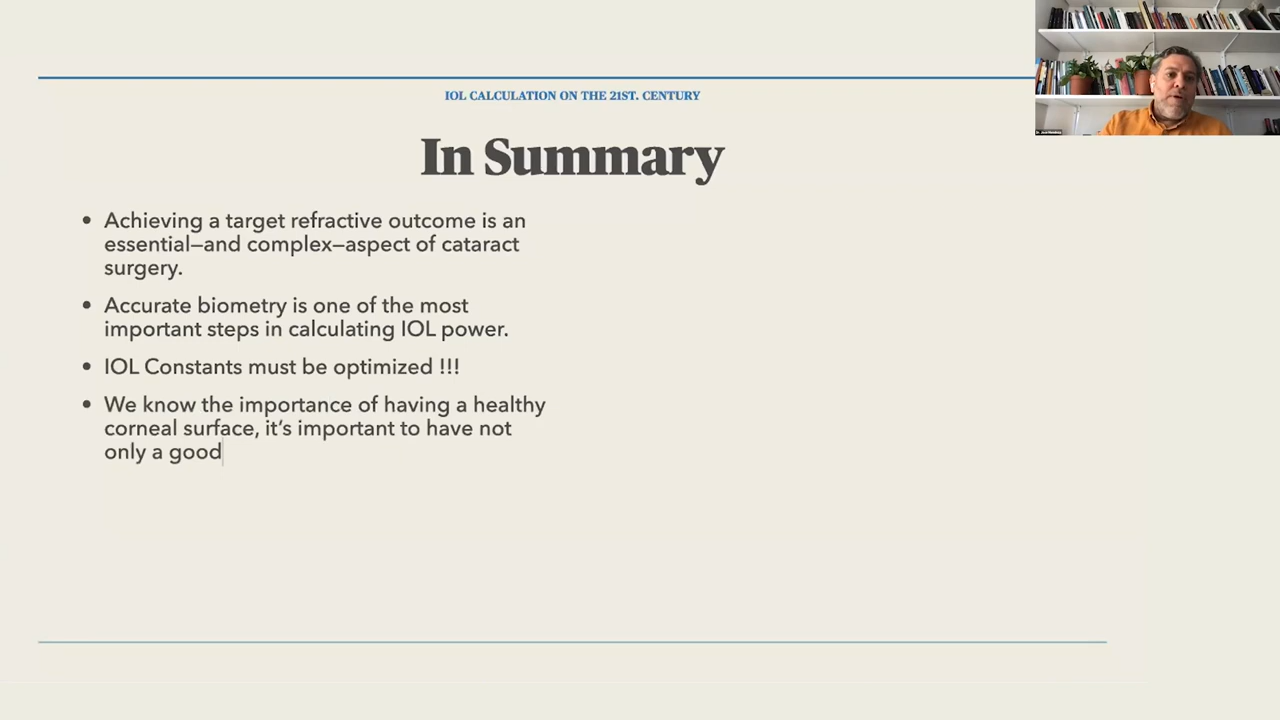 IOL CALCULATION ON THE 21ST. CENTURY
In Summary
• Achieving a target refractive outcome is an
essential—and complex—aspect of cataract
surgery.
• Accurate biometry is one of the most
important steps in calculating IOL power.
• IOL Constants must be optimized !!!
• We know the importance of having a healthy
corneal surface, it's important to have not
only a good